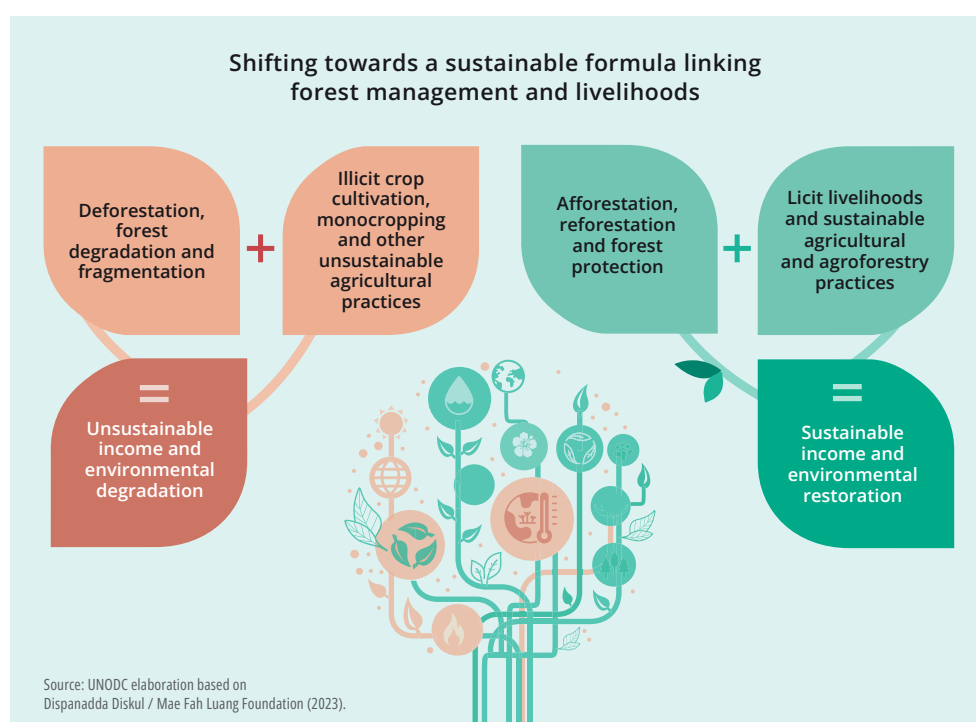 Shifting towards a sustainable formula linking
forest management and livelihoods
Deforestation,
forest
degradation and
fragmentation
+
Illicit crop
cultivation,
monocropping
and other
unsustainable
agricultural
practices
=
Unsustainable
income and
environmental
degradation
Afforestation,
reforestation
and forest
protection
+
Licit livelihoods
and sustainable
agricultural
and agroforestry
practices
=
Sustainable
income and
environmental
restoration
Source: UNODC elaboration based on
Dispanadda Diskul / Mae Fah Luang Foundation (2023).